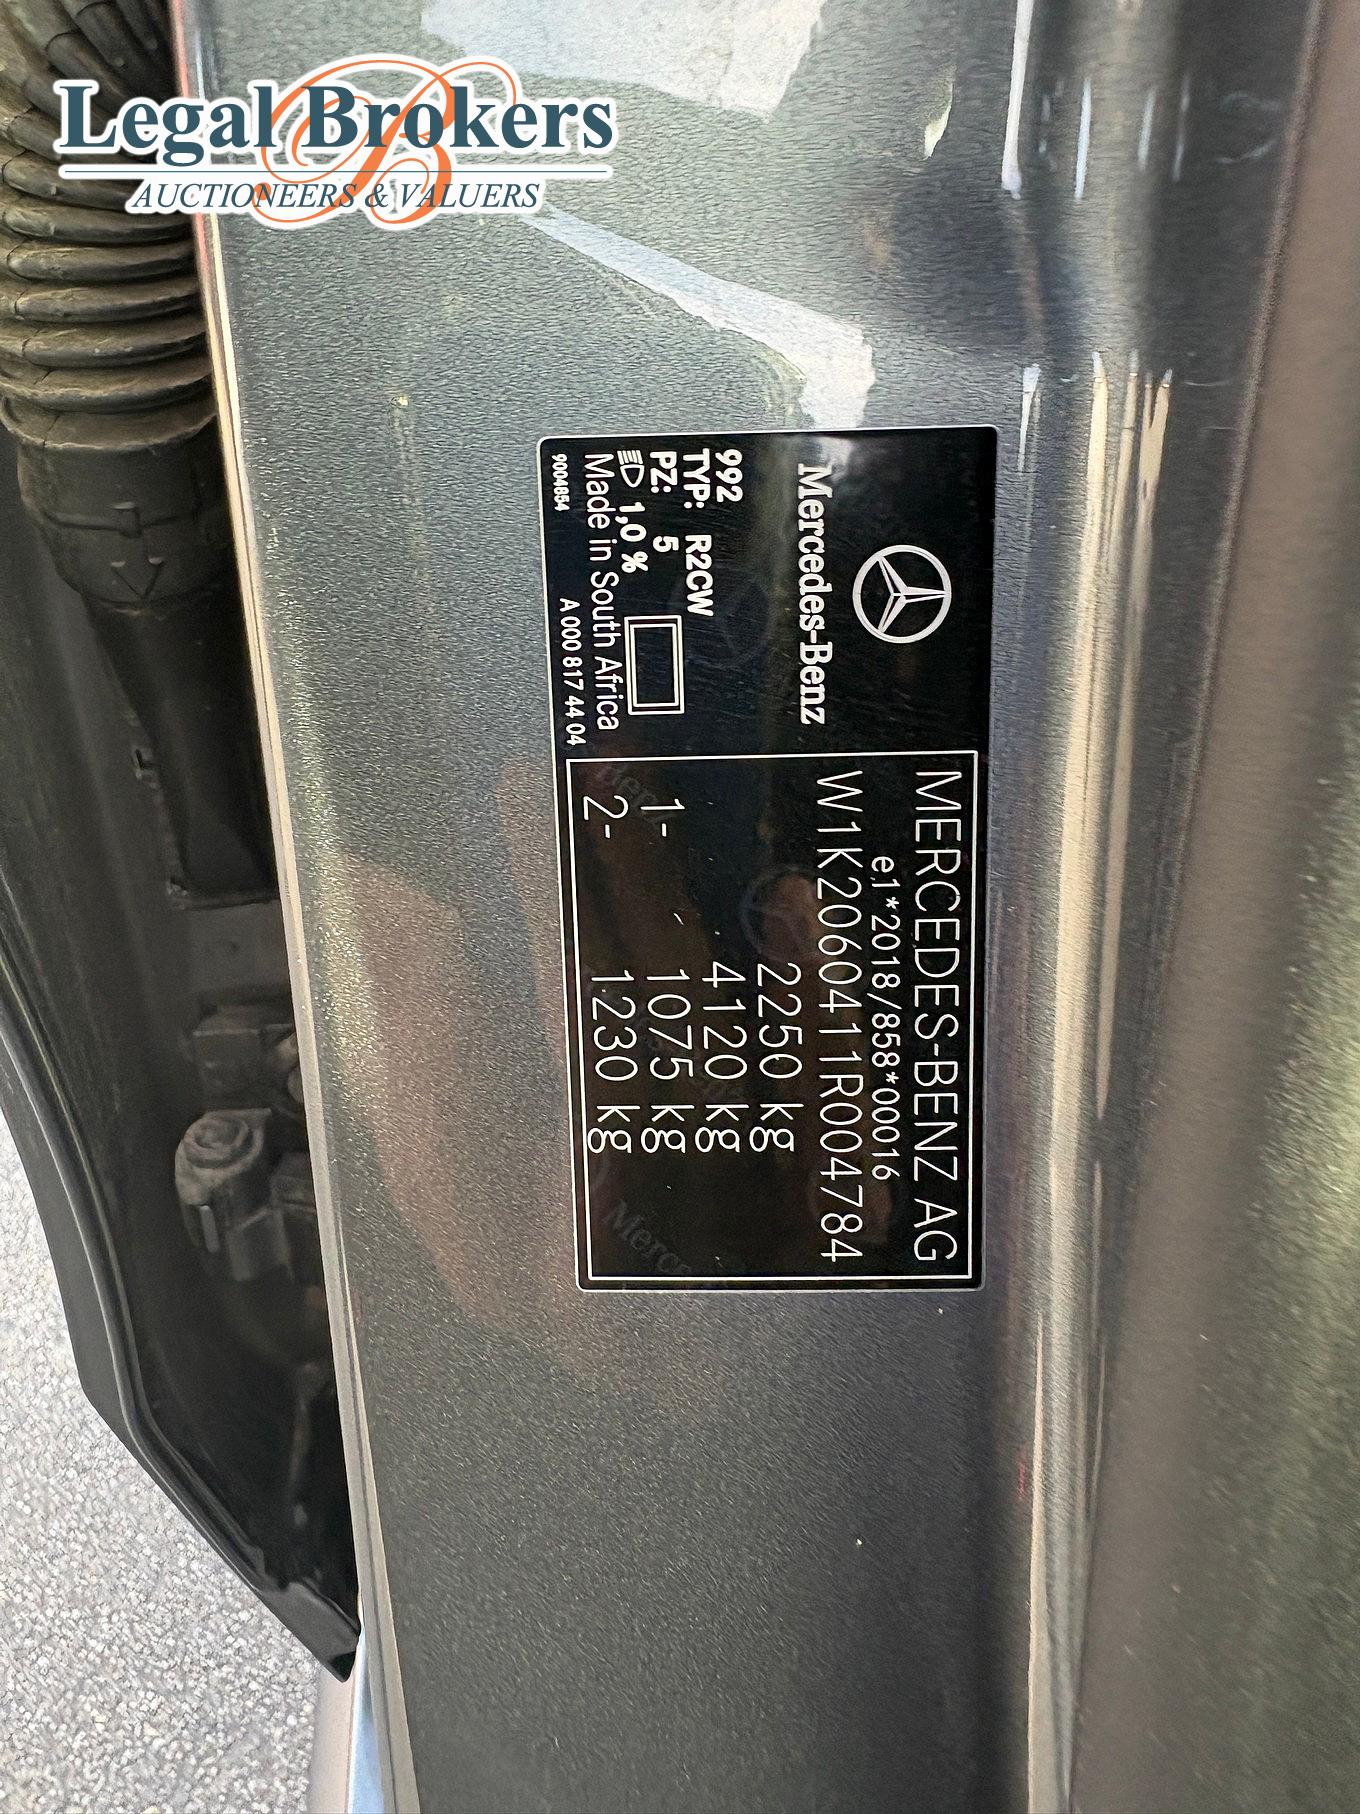 Legal Brokers
AUCTIONEERS & VALUERS
Mercedes-Benz
992
TYP: R2CW
PZ: 5
1,0 %
Made in South Africa
9004854 A 000 817 44 04
MERCEDES-BENZ AG
e1*2018/858*00016
W1K2060411R004784
2250 kg
4120 kg
1- 1075 kg
2- 1230 kg